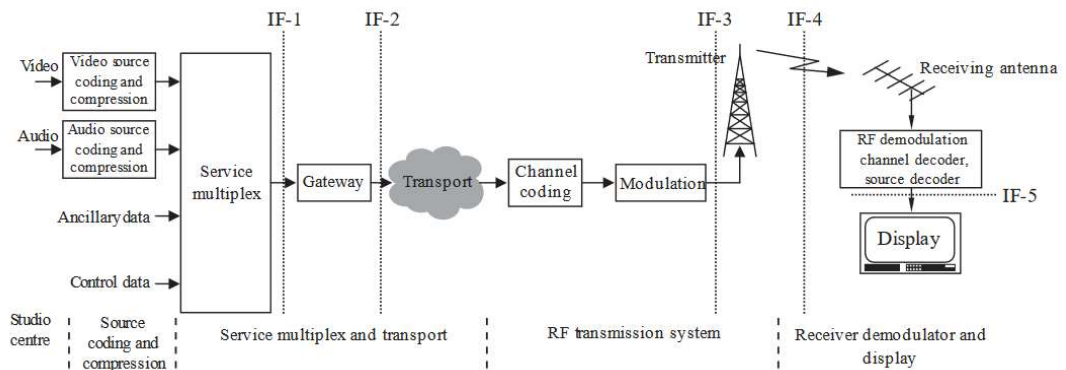 IF-1
IF-2
IF-3
IF-4
Video
Video source
coding and
compression
Audio
Audio source
coding and
compression
Ancillary data
Control data
Service
multiplex
Gateway
Transport
Channel
coding
Modulation
Transmitter
Receiving antenna
RF demodulation
channel decoder,
source decoder
IF-5
Display
Studio
centre
Source
coding and
compression
Service multiplex and transport
RF transmission system
Receiver demodulator and
display